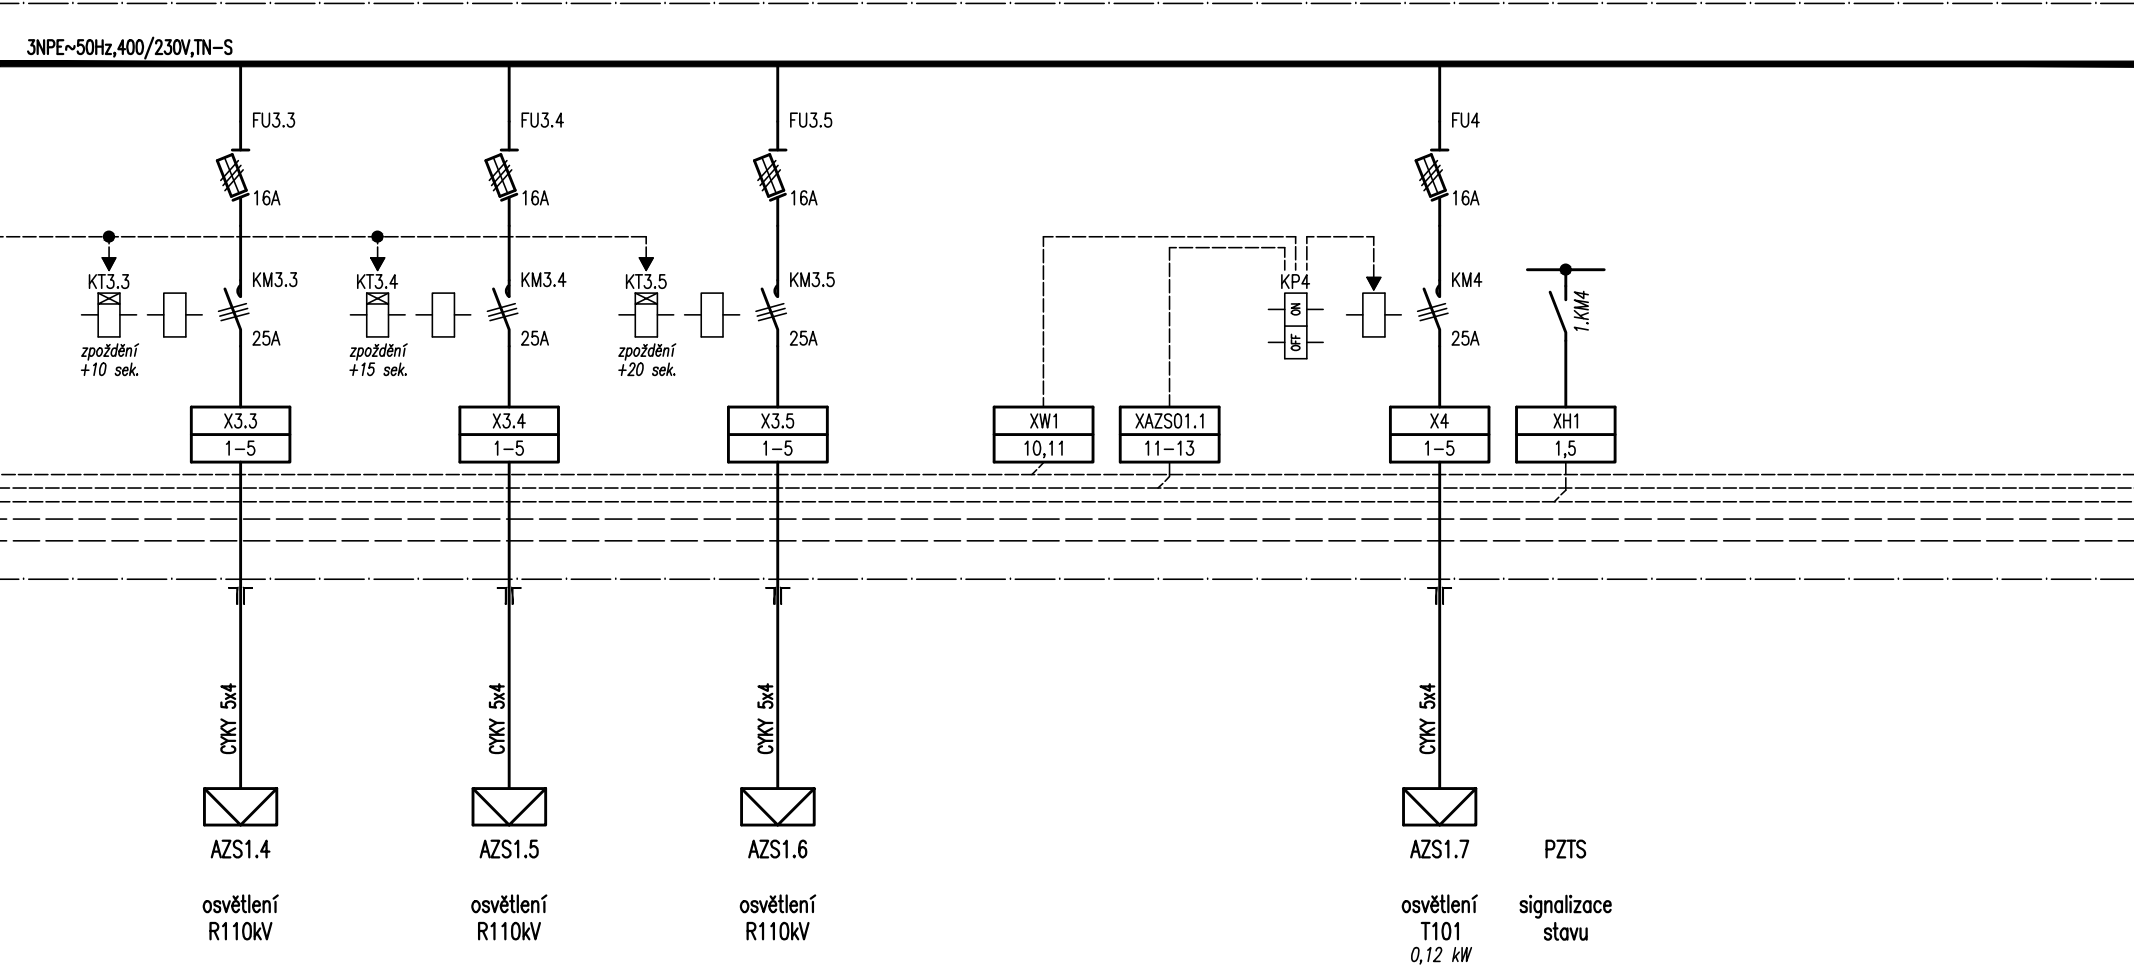 3NPE~50Hz,400/230V,TN-S
FU3.3
FU3.4
FU3.5
FU4
16A
16A
16A
16A
KT3.3
KM3.3
KT3.4
KM3.4
KT3.5
KM3.5
KP4
KM4
ON
OFF
1.KM4
25A
25A
25A
25A
zpoždění
+10 sek.
zpoždění
+15 sek.
zpoždění
+20 sek.
X3.3
1-5
X3.4
1-5
X3.5
1-5
XW1
10,11
XAZS01.1
11-13
X4
1-5
XH1
1,5
CYKY 5x4
CYKY 5x4
CYKY 5x4
CYKY 5x4
AZS1.4
osvětlení
R110kV
AZS1.5
osvětlení
R110kV
AZS1.6
osvětlení
R110kV
AZS1.7
osvětlení
T101
0,12 kW
PZTS
signalizace
stavu